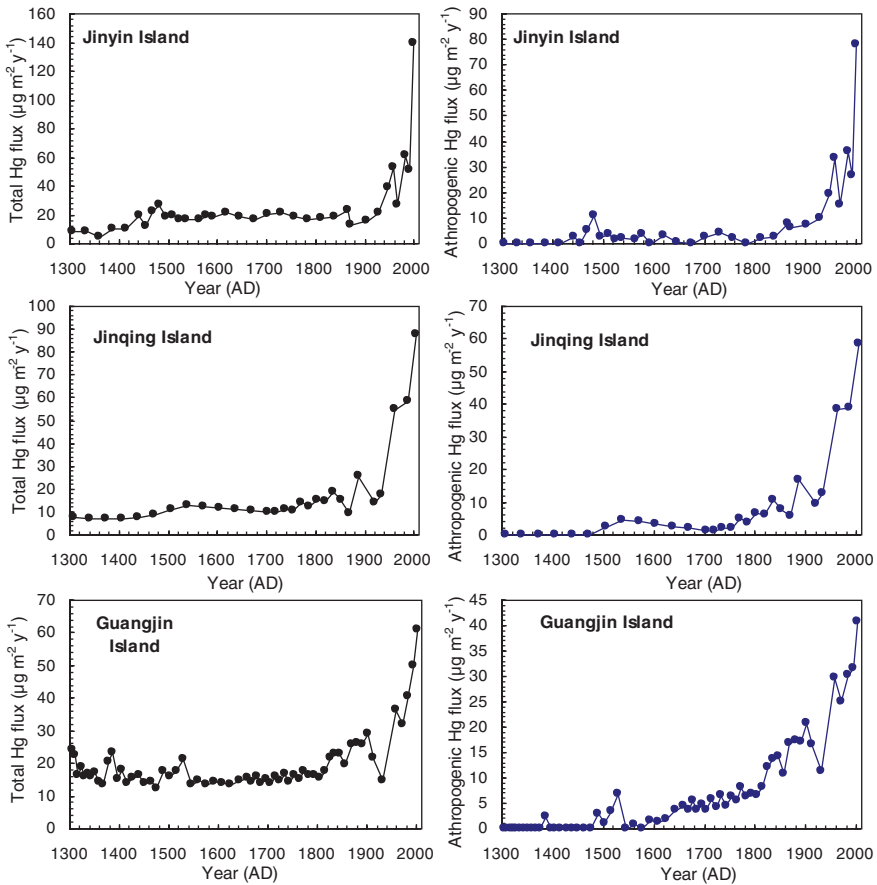 Jinyin Island
Total Hg flux (µg m-2 y-1)
160
140
120
100
80
60
40
20
0
1300 1400 1500 1600 1700 1800 1900 2000
Year (AD)
Jinyin Island
Athropogenic Hg flux (µg m-2 y-1)
90
80
70
60
50
40
30
20
10
0
1300 1400 1500 1600 1700 1800 1900 2000
Year (AD)
Jinqing Island
Total Hg flux (µg m-2 y-1)
100
90
80
70
60
50
40
30
20
10
0
1300 1400 1500 1600 1700 1800 1900 2000
Year (AD)
Jinqing Island
Athropogenic Hg flux (µg m-2 y-1)
70
60
50
40
30
20
10
0
1300 1400 1500 1600 1700 1800 1900 2000
Year (AD)
Guangjin
Island
Total Hg flux (µg m-2 y-1)
70
60
50
40
30
20
10
0
1300 1400 1500 1600 1700 1800 1900 2000
Year (AD)
Guangjin Island
Athropogenic Hg flux (µg m-2 y-1)
45
40
35
30
25
20
15
10
5
0
1300 1400 1500 1600 1700 1800 1900 2000
Year (AD)